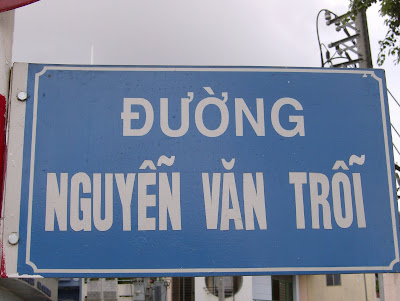 ĐƯỜNG
NGUYỄN VĂN TRỖI